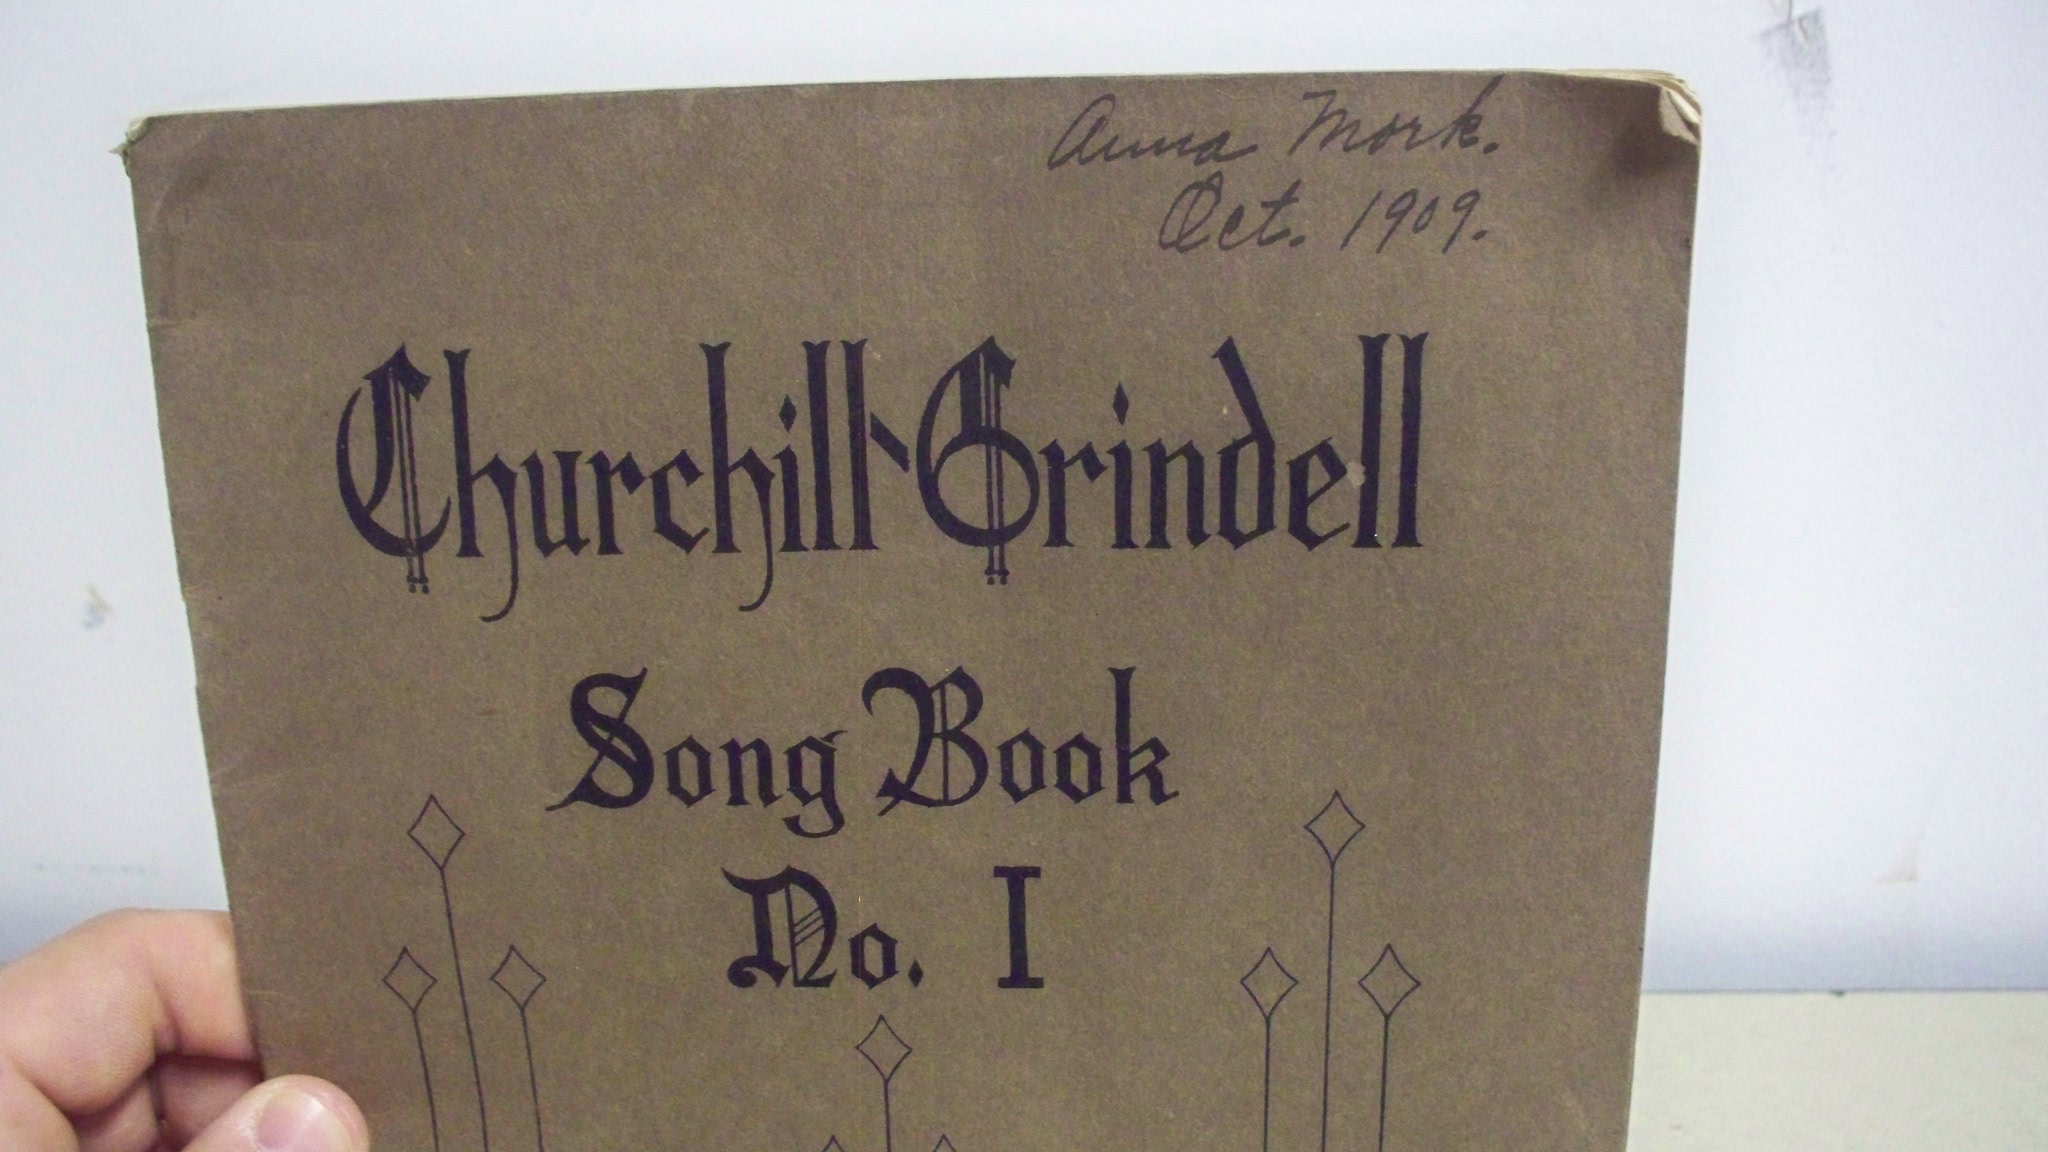 Anna Mork.
Oct. 1909.
Churchill-Grindell
Song Book
No. I